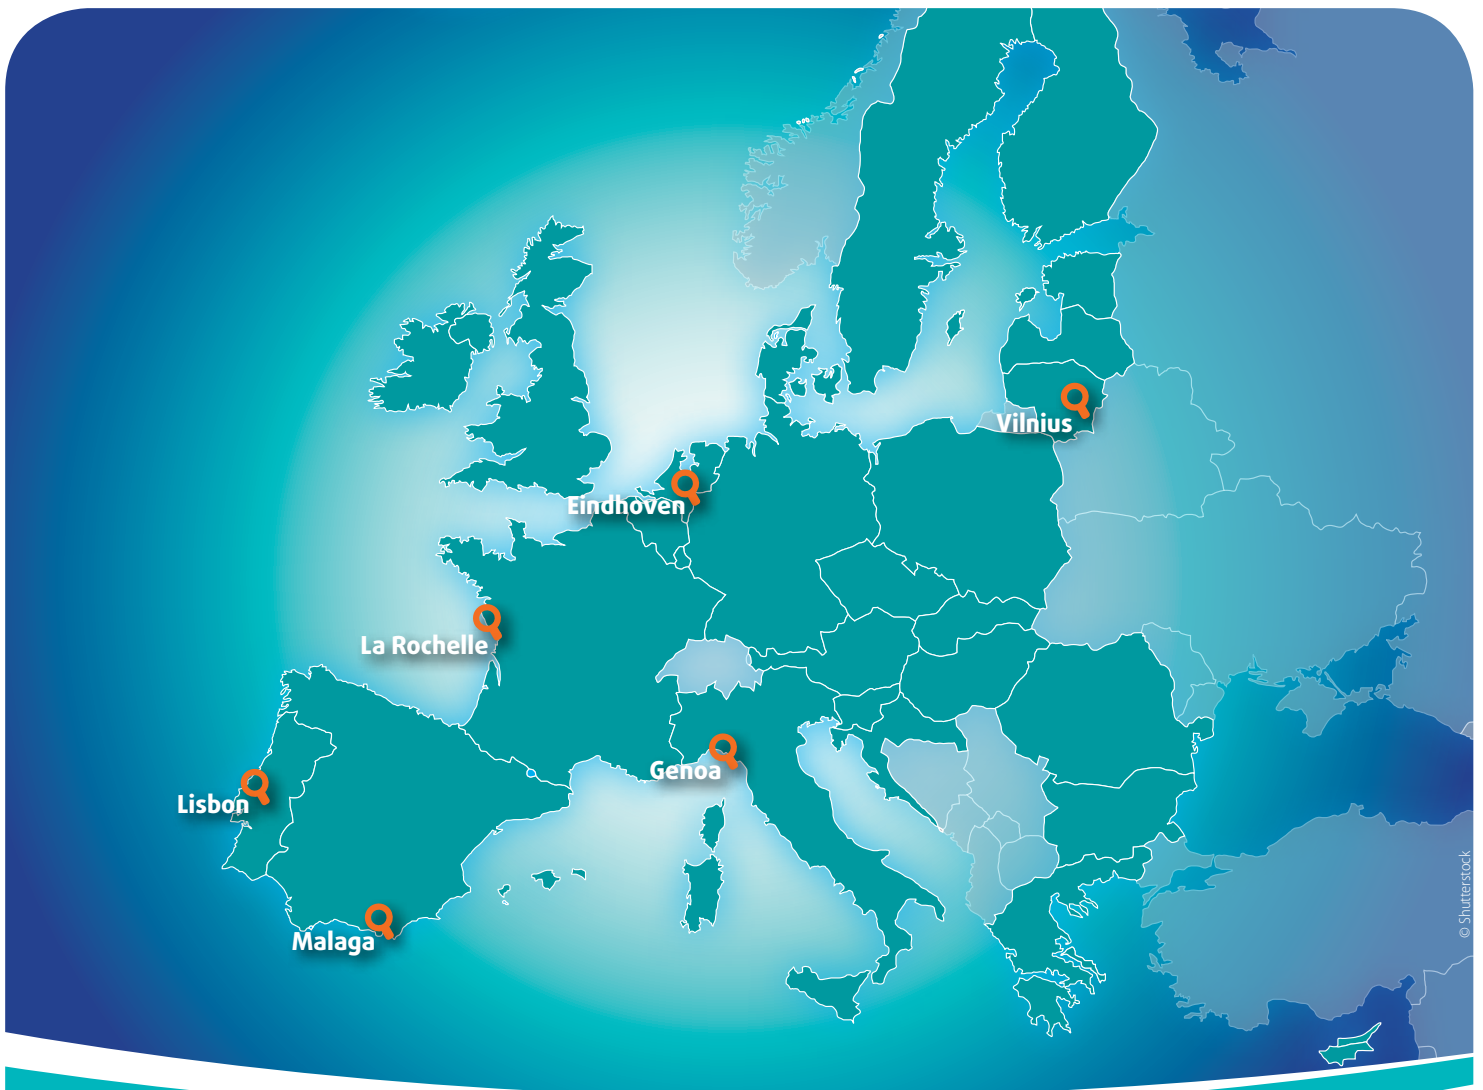 Vilnius
Eindhoven
La Rochelle
Genoa
Lisbon
Malaga
© Shutterstock